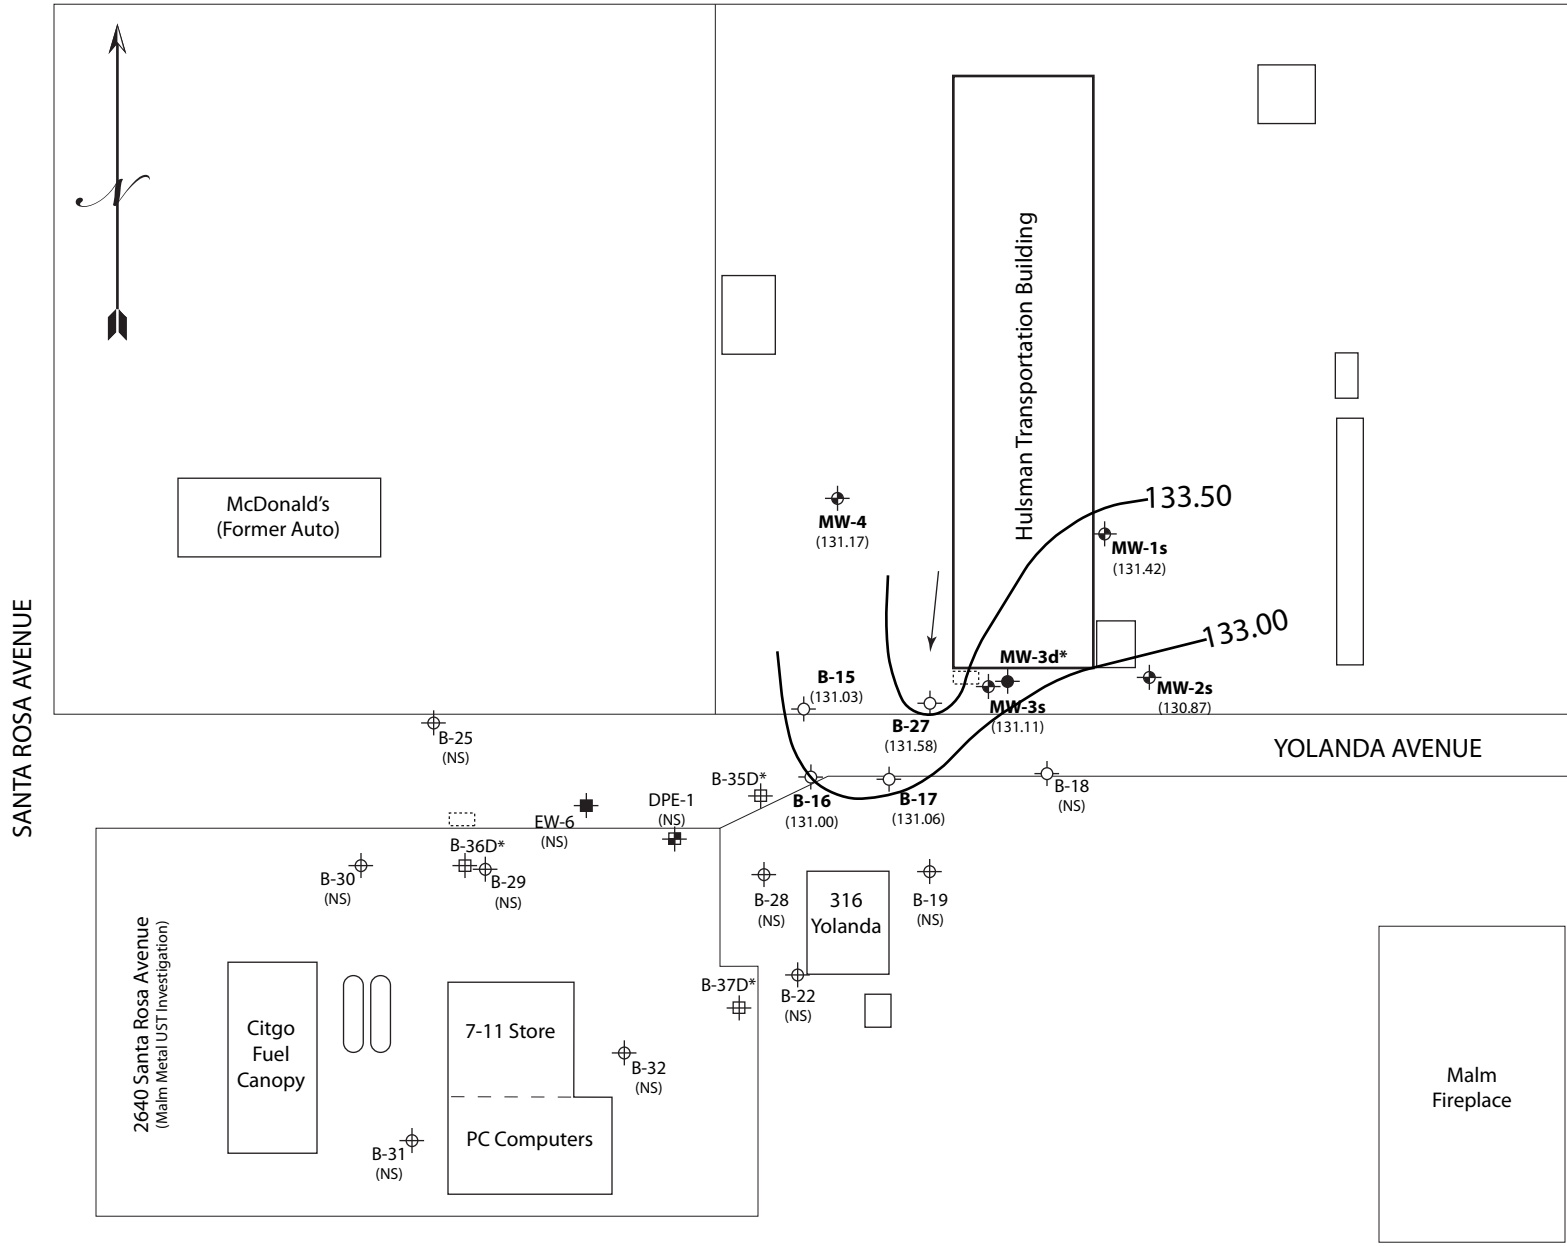 N
Hulsman Transportation Building
McDonald's
(Former Auto)
MW-4
(131.17)
133.50
MW-1s
(131.42)
133.00
SANTA ROSA AVENUE
B-15
(131.03)
MW-3d*
MW-3s
(131.11)
MW-2s
(130.87)
B-27
(131.58)
B-25
(NS)
YOLANDA AVENUE
B-35D*
B-16
(131.00)
B-17
(131.06)
B-18
(NS)
EW-6
(NS)
DPE-1
(NS)
B-36D*
B-29
(NS)
B-30
(NS)
B-28
(NS)
316
Yolanda
B-19
(NS)
B-37D*
B-22
(NS)
2640 Santa Rosa Avenue
(Malm Metal UST Investigation)
Citgo
Fuel
Canopy
7-11 Store
B-32
(NS)
PC Computers
B-31
(NS)
Malm
Fireplace